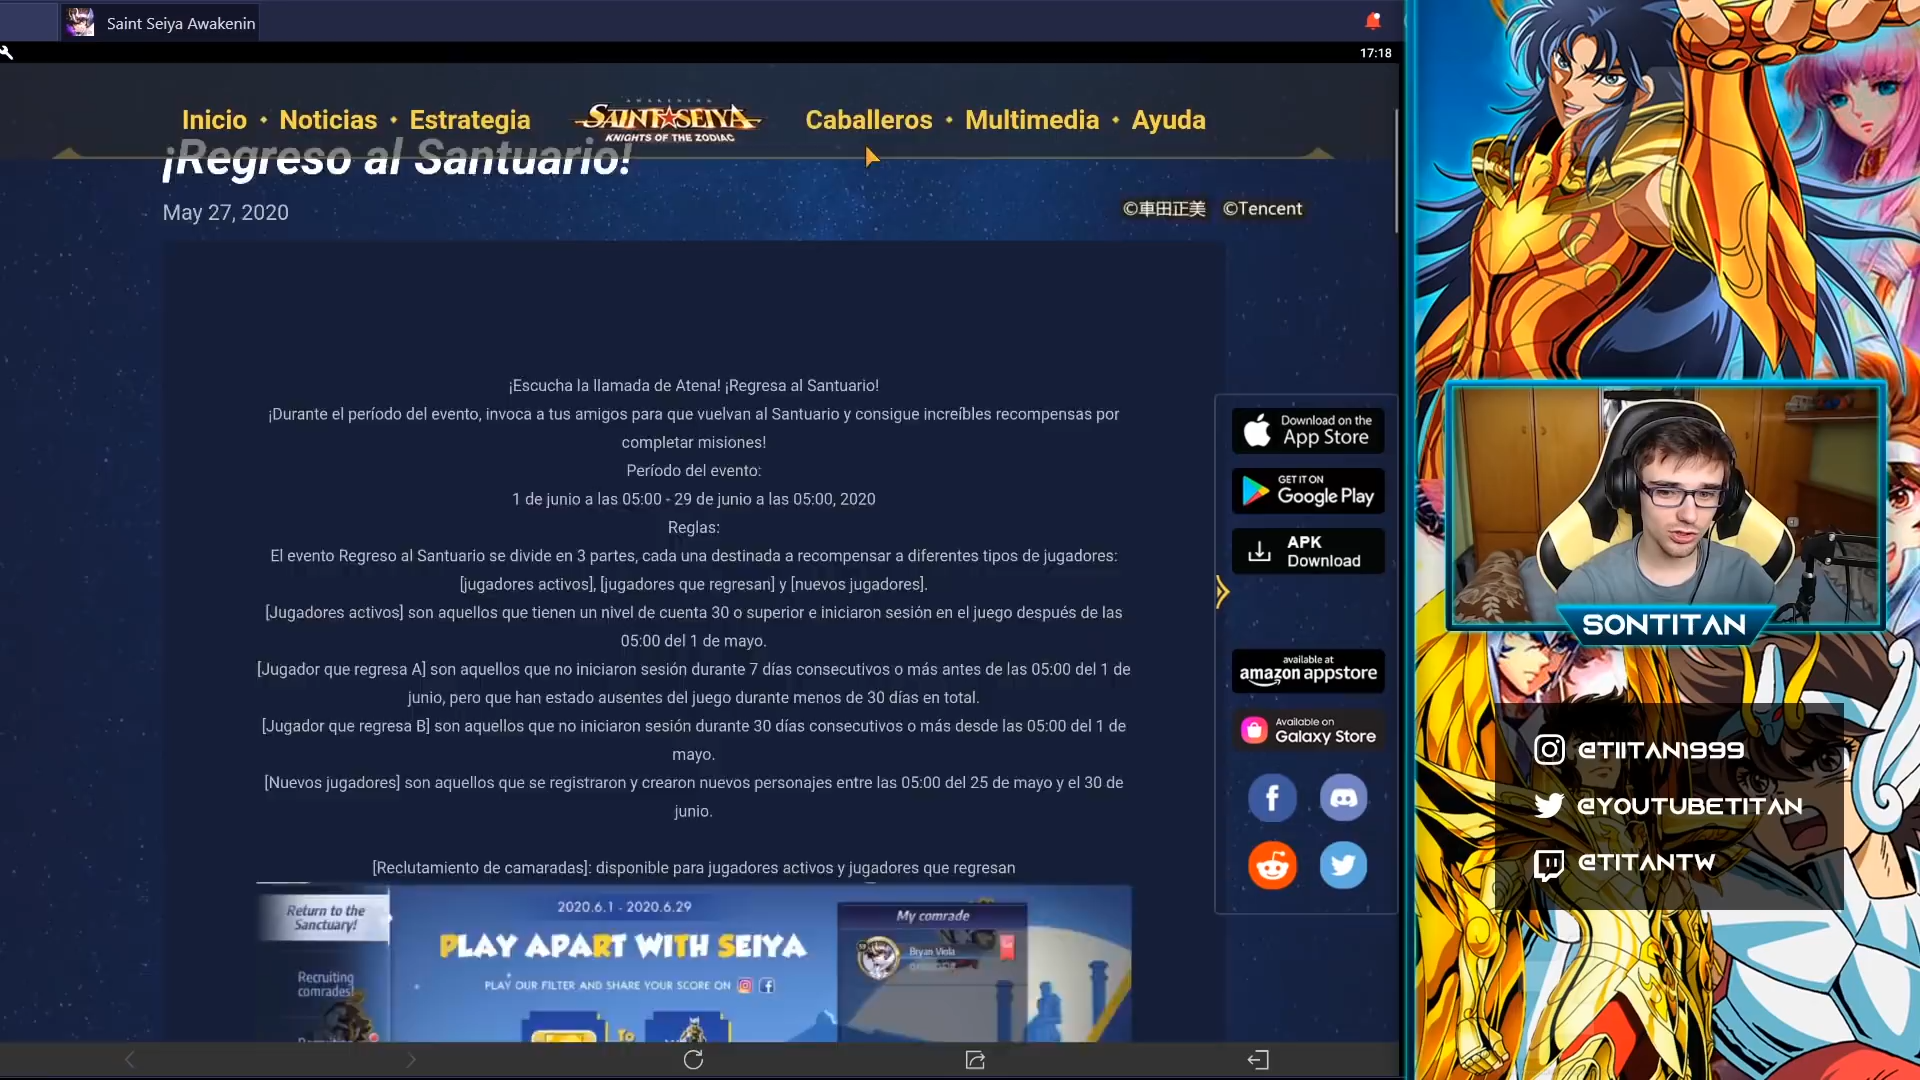 Saint Seiya Awakenin
17:18
Inicio • Noticias • Estrategia
AWAKENING
SAINT SEIYA
KNIGHTS OF THE ZODIAC
Caballeros • Multimedia • Ayuda
¡Regreso al Santuario!
May 27, 2020
©車田正美 ©Tencent
¡Escucha la llamada de Atena! ¡Regresa al Santuario!
¡Durante el período del evento, invoca a tus amigos para que vuelvan al Santuario y consigue increíbles recompensas por
completar misiones!
Período del evento:
1 de junio a las 05:00 - 29 de junio a las 05:00, 2020
Reglas:
El evento Regreso al Santuario se divide en 3 partes, cada una destinada a recompensar a diferentes tipos de jugadores:
[jugadores activos], [jugadores que regresan] y [nuevos jugadores].
[Jugadores activos] son aquellos que tienen un nivel de cuenta 30 o superior e iniciaron sesión en el juego después de las
05:00 del 1 de mayo.
[Jugador que regresa A] son aquellos que no iniciaron sesión durante 7 días consecutivos o más antes de las 05:00 del 1 de
junio, pero que han estado ausentes del juego durante menos de 30 días en total.
[Jugador que regresa B] son aquellos que no iniciaron sesión durante 30 días consecutivos o más desde las 05:00 del 1 de
mayo.
[Nuevos jugadores] son aquellos que se registraron y crearon nuevos personajes entre las 05:00 del 25 de mayo y el 30 de
junio.
[Reclutamiento de camaradas]: disponible para jugadores activos y jugadores que regresan
Return to the
Sanctuary!
Recruiting
comrades!
2020.6.1 - 2020.6.29
PLAY APART WITH SEIYA
PLAY OUR FILTER AND SHARE YOUR SCORE ON
TO
My comrade
Bryan Viola
Download on the
App Store
GET IT ON
Google Play
APK
Download
available at
amazon appstore
Available on
Galaxy Store
SONTITAN
@TIITAN1999
@YOUTUBETITAN
@TITANTW